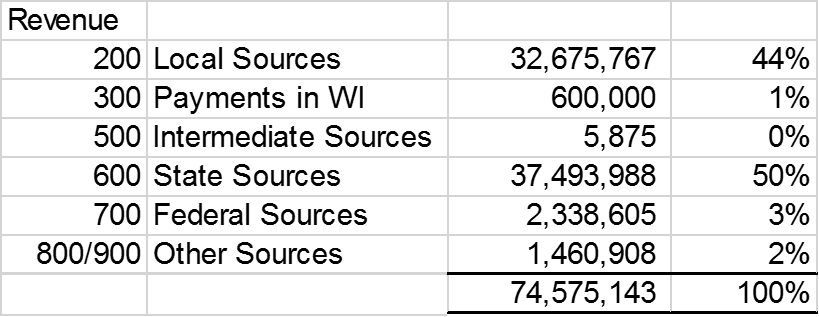 Revenue
200 Local Sources 32,675,767 44%
300 Payments in WI 600,000 1%
500 Intermediate Sources 5,875 0%
600 State Sources 37,493,988 50%
700 Federal Sources 2,338,605 3%
800/900 Other Sources 1,460,908 2%
74,575,143 100%